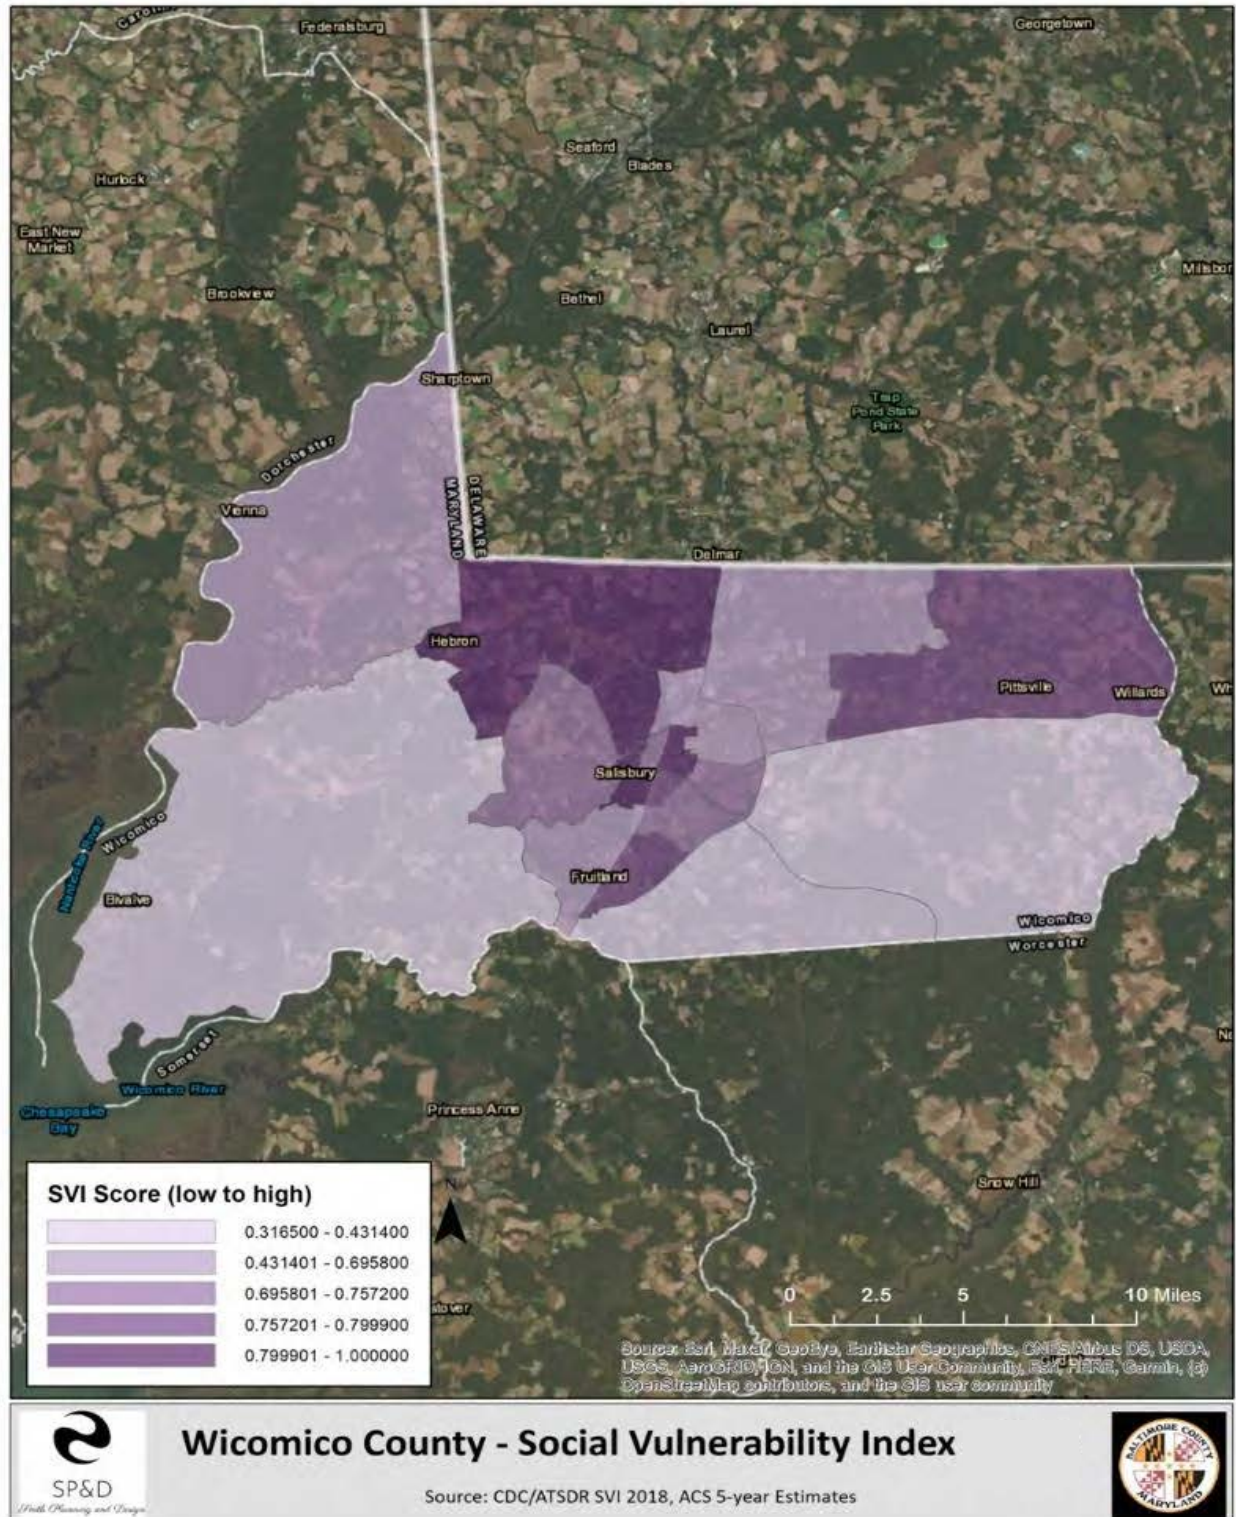 Federalsburg
Georgetown
Seaford
Blades
Hurlock
East New
Market
Brookview
Millsbor
Bethel
Laurel
Sharptown
Trap
Pond State
Park
Dorchester
Vienna
MARYLAND
DELAWARE
Delmar
Hebron
Pittsville
Willards
Wh
Salisbury
Nanticoke River
Wicomico
Bivalve
Fruitland
Wicomico
Worcester
Somerset
Wicomico River
Chesapeake
Bay
Princess Anne
Snow Hill
SVI Score (low to high)
0.316500 - 0.431400
0.431401 - 0.695800
0.695801 - 0.757200
0.757201 - 0.799900
0.799901 - 1.000000
N
0 2.5 5 10 Miles
Source: Esri, Maxar, GeoEye, Earthstar Geographics, CNES/Airbus DS, USDA,
USGS, AeroGRID, IGN, and the GIS User Community, Esri, HERE, Garmin, (c)
OpenStreetMap contributors, and the GIS user community
SP&D
Smith Planning and Design
Wicomico County - Social Vulnerability Index
Source: CDC/ATSDR SVI 2018, ACS 5-year Estimates
BALTIMORE COUNTY
MARYLAND